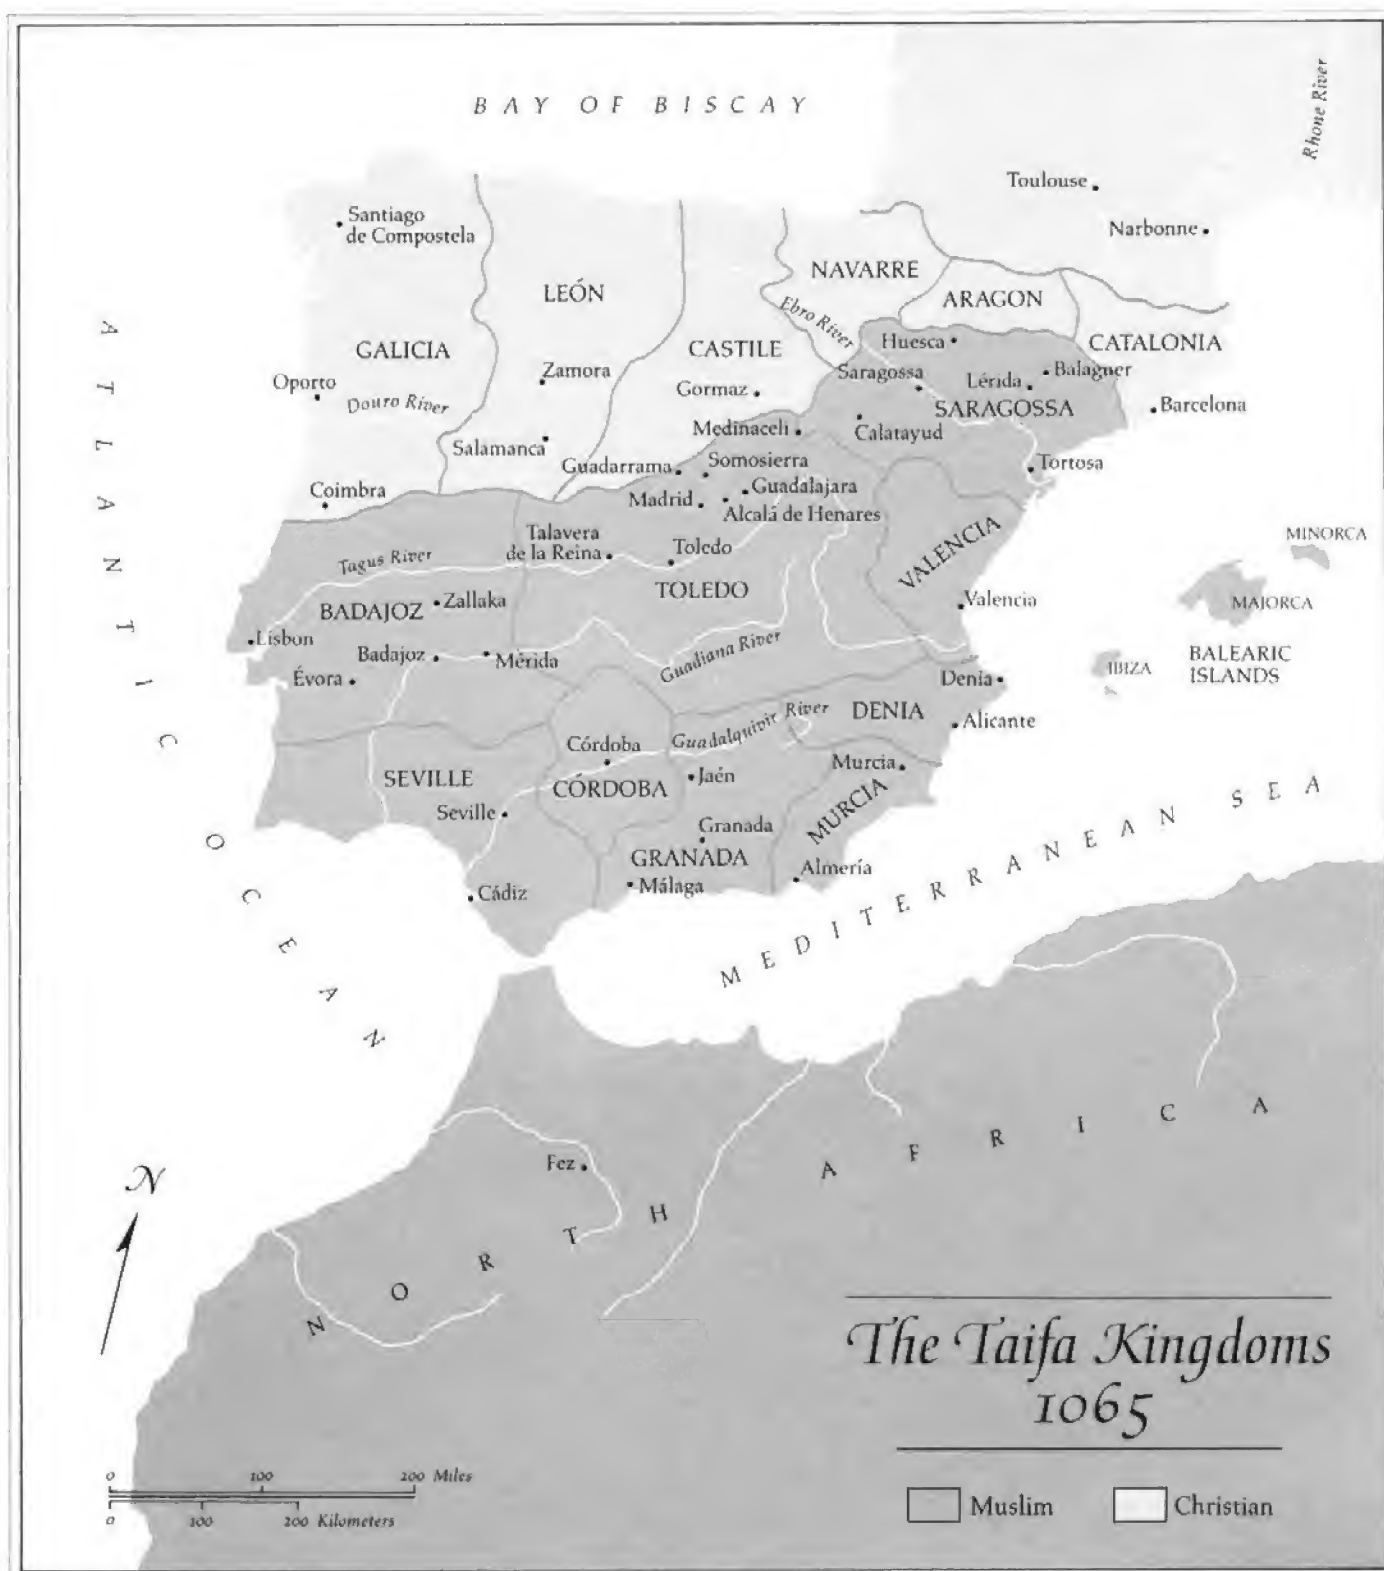 BAY OF BISCAY
Rhone River
Toulouse
Narbonne
Santiago
de Compostela
NAVARRE
LEÓN
ARAGON
Ebro River
GALICIA
CASTILE
Huesca
CATALONIA
Oporto
Zamora
Saragossa
Lérida
Balaguer
Douro River
Gormaz
SARAGOSSA
Barcelona
Salamanca
Medinaceli
Calatayud
Guadarrama
Somosierra
Tortosa
Coimbra
Madrid
Guadalajara
Alcalá de Henares
ATLANTIC OCEAN
Talavera
de la Reina
Toledo
Tagus River
VALENCIA
MINORCA
TOLEDO
BADAJOZ
Zallaka
Valencia
MAJORCA
Lisbon
Badajoz
Mérida
Guadiana River
BALEARIC
ISLANDS
IBIZA
Évora
Denia
DENIA
Guadalquivir River
Alicante
Córdoba
SEVILLE
CÓRDOBA
Jaén
Murcia
MURCIA
Seville
Granada
GRANADA
Cádiz
Málaga
Almería
MEDITERRANEAN SEA
Fez
NORTH AFRICA
N
The Taifa Kingdoms
1065
0 100 200 Miles
0 100 200 Kilometers
Muslim Christian